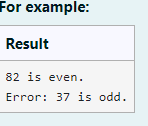 For example:
Result
82 is even.
Error: 37 is odd.